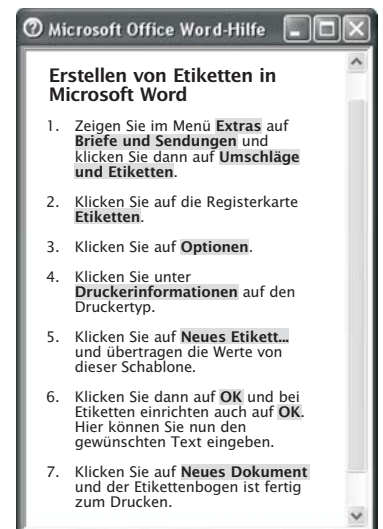 Microsoft Office Word-Hilfe
Erstellen von Etiketten in
Microsoft Word
1. Zeigen Sie im Menü Extras auf
Briefe und Sendungen und
klicken Sie dann auf Umschläge
und Etiketten.
2. Klicken Sie auf die Registerkarte
Etiketten.
3. Klicken Sie auf Optionen.
4. Klicken Sie unter
Druckerinformationen auf den
Druckertyp.
5. Klicken Sie auf Neues Etikett...
und übertragen die Werte von
dieser Schablone.
6. Klicken Sie dann auf OK und bei
Etiketten einrichten auch auf OK.
Hier können Sie nun den
gewünschten Text eingeben.
7. Klicken Sie auf Neues Dokument
und der Etikettenbogen ist fertig
zum Drucken.